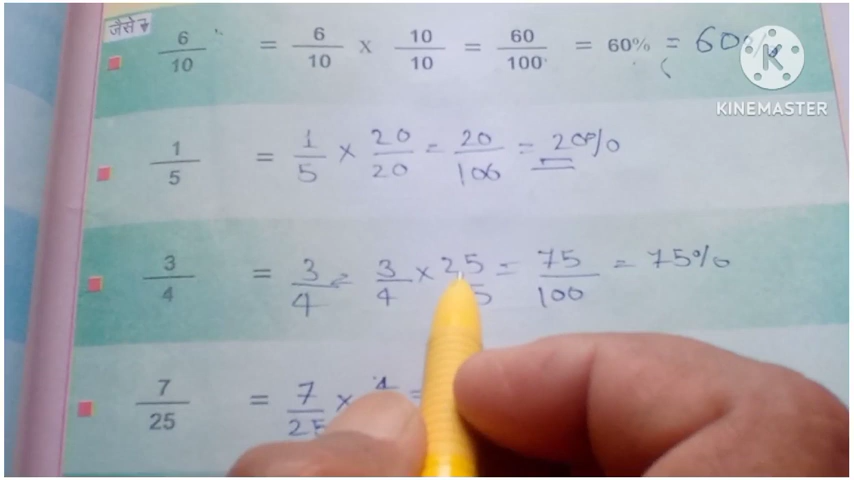 जैसे
6/10 = 6/10 x 10/10 = 60/100 = 60% = 60%
KINEMASTER
1/5 = 1/5 x 20/20 = 20/100 = 20%
3/4 = 3/4 = 3/4 x 25/ 5 = 75/100 = 75%
7/25 = 7/25 x 4 =